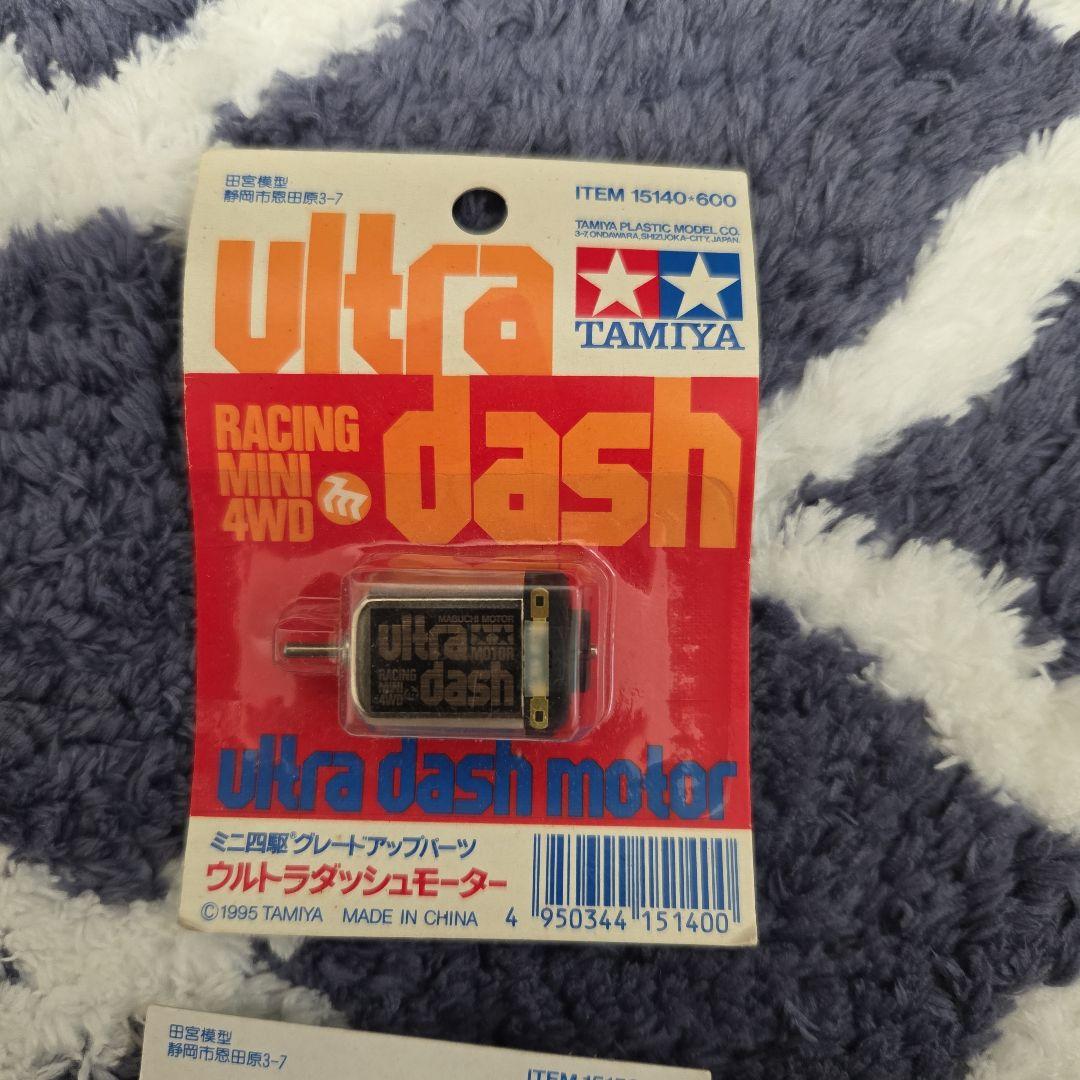 田宮模型
静岡市恩田原3-7
ITEM 15140★600
TAMIYA PLASTIC MODEL CO.
3-7, ONDAWARA, SHIZUOKA-CITY, JAPAN.
TAMIYA
ultra
dash
RACING
MINI
4WD
MABUCHI MOTOR
ultra
MOTOR
RACING
MINI
4WD
dash
ultra dash motor
ミニ四駆®グレードアップパーツ
ウルトラダッシュモーター
©1995 TAMIYA MADE IN CHINA
4 950344 151400
田宮模型
静岡市恩田原3-7
ITEM